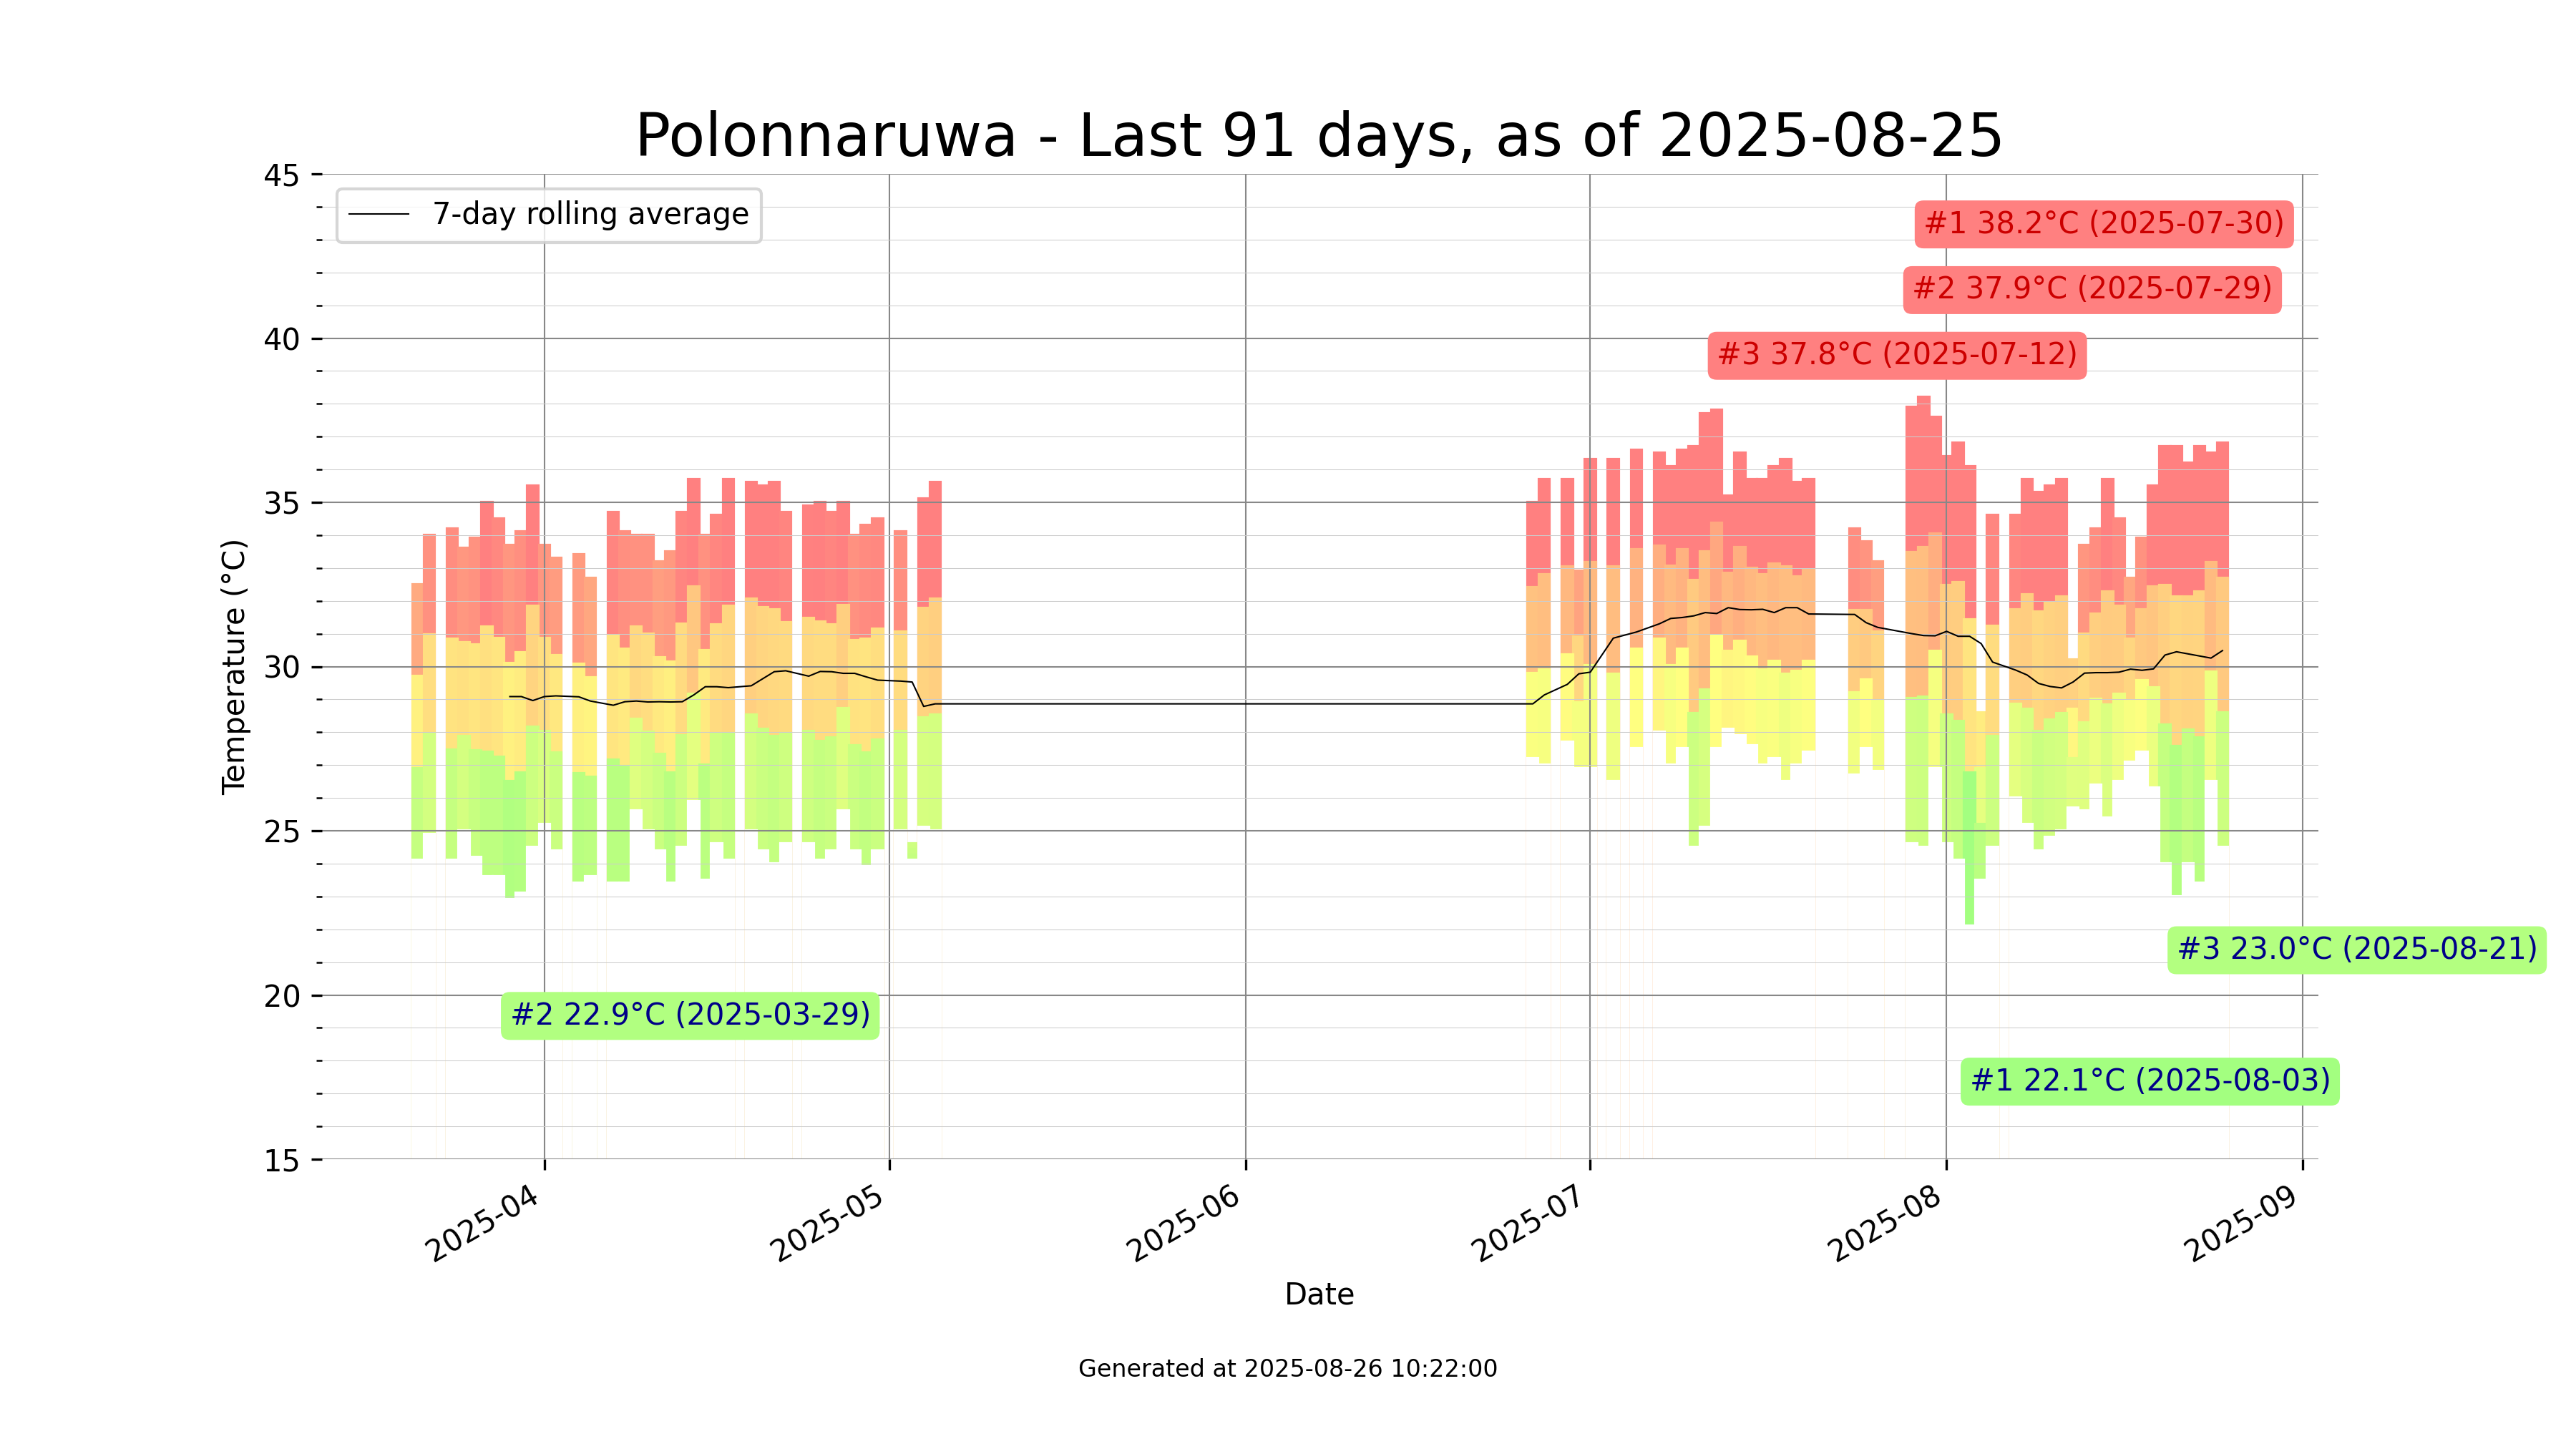 Polonnaruwa - Last 91 days, as of 2025-08-25
45
7-day rolling average
#1 38.2°C (2025-07-30)
#2 37.9°C (2025-07-29)
40
#3 37.8°C (2025-07-12)
35
Temperature (°C)
30
25
#3 23.0°C (2025-08-21)
20
#2 22.9°C (2025-03-29)
#1 22.1°C (2025-08-03)
15
2025-04
2025-05
2025-06
2025-07
2025-08
2025-09
Date
Generated at 2025-08-26 10:22:00